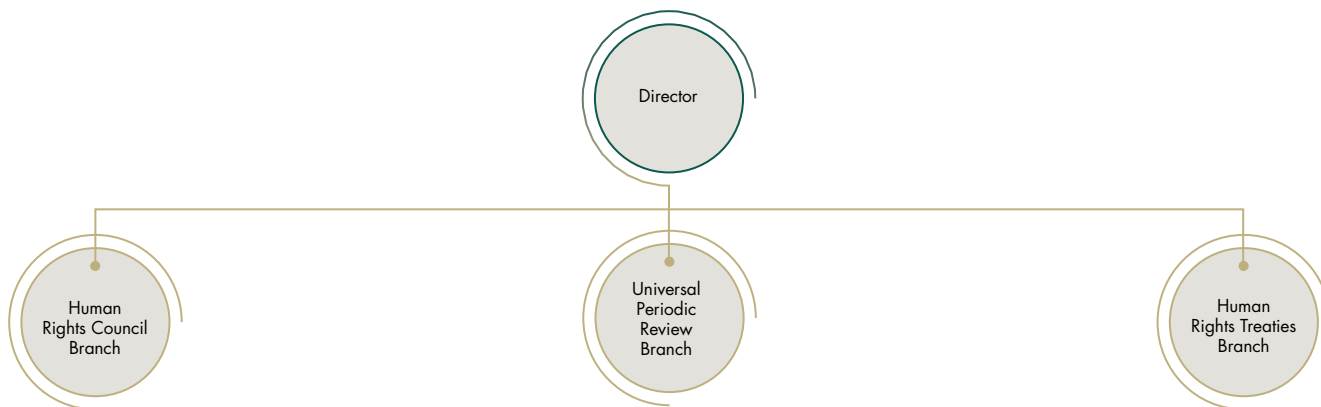 Director
Human
Rights Council
Branch
Universal
Periodic
Review
Branch
Human
Rights Treaties
Branch